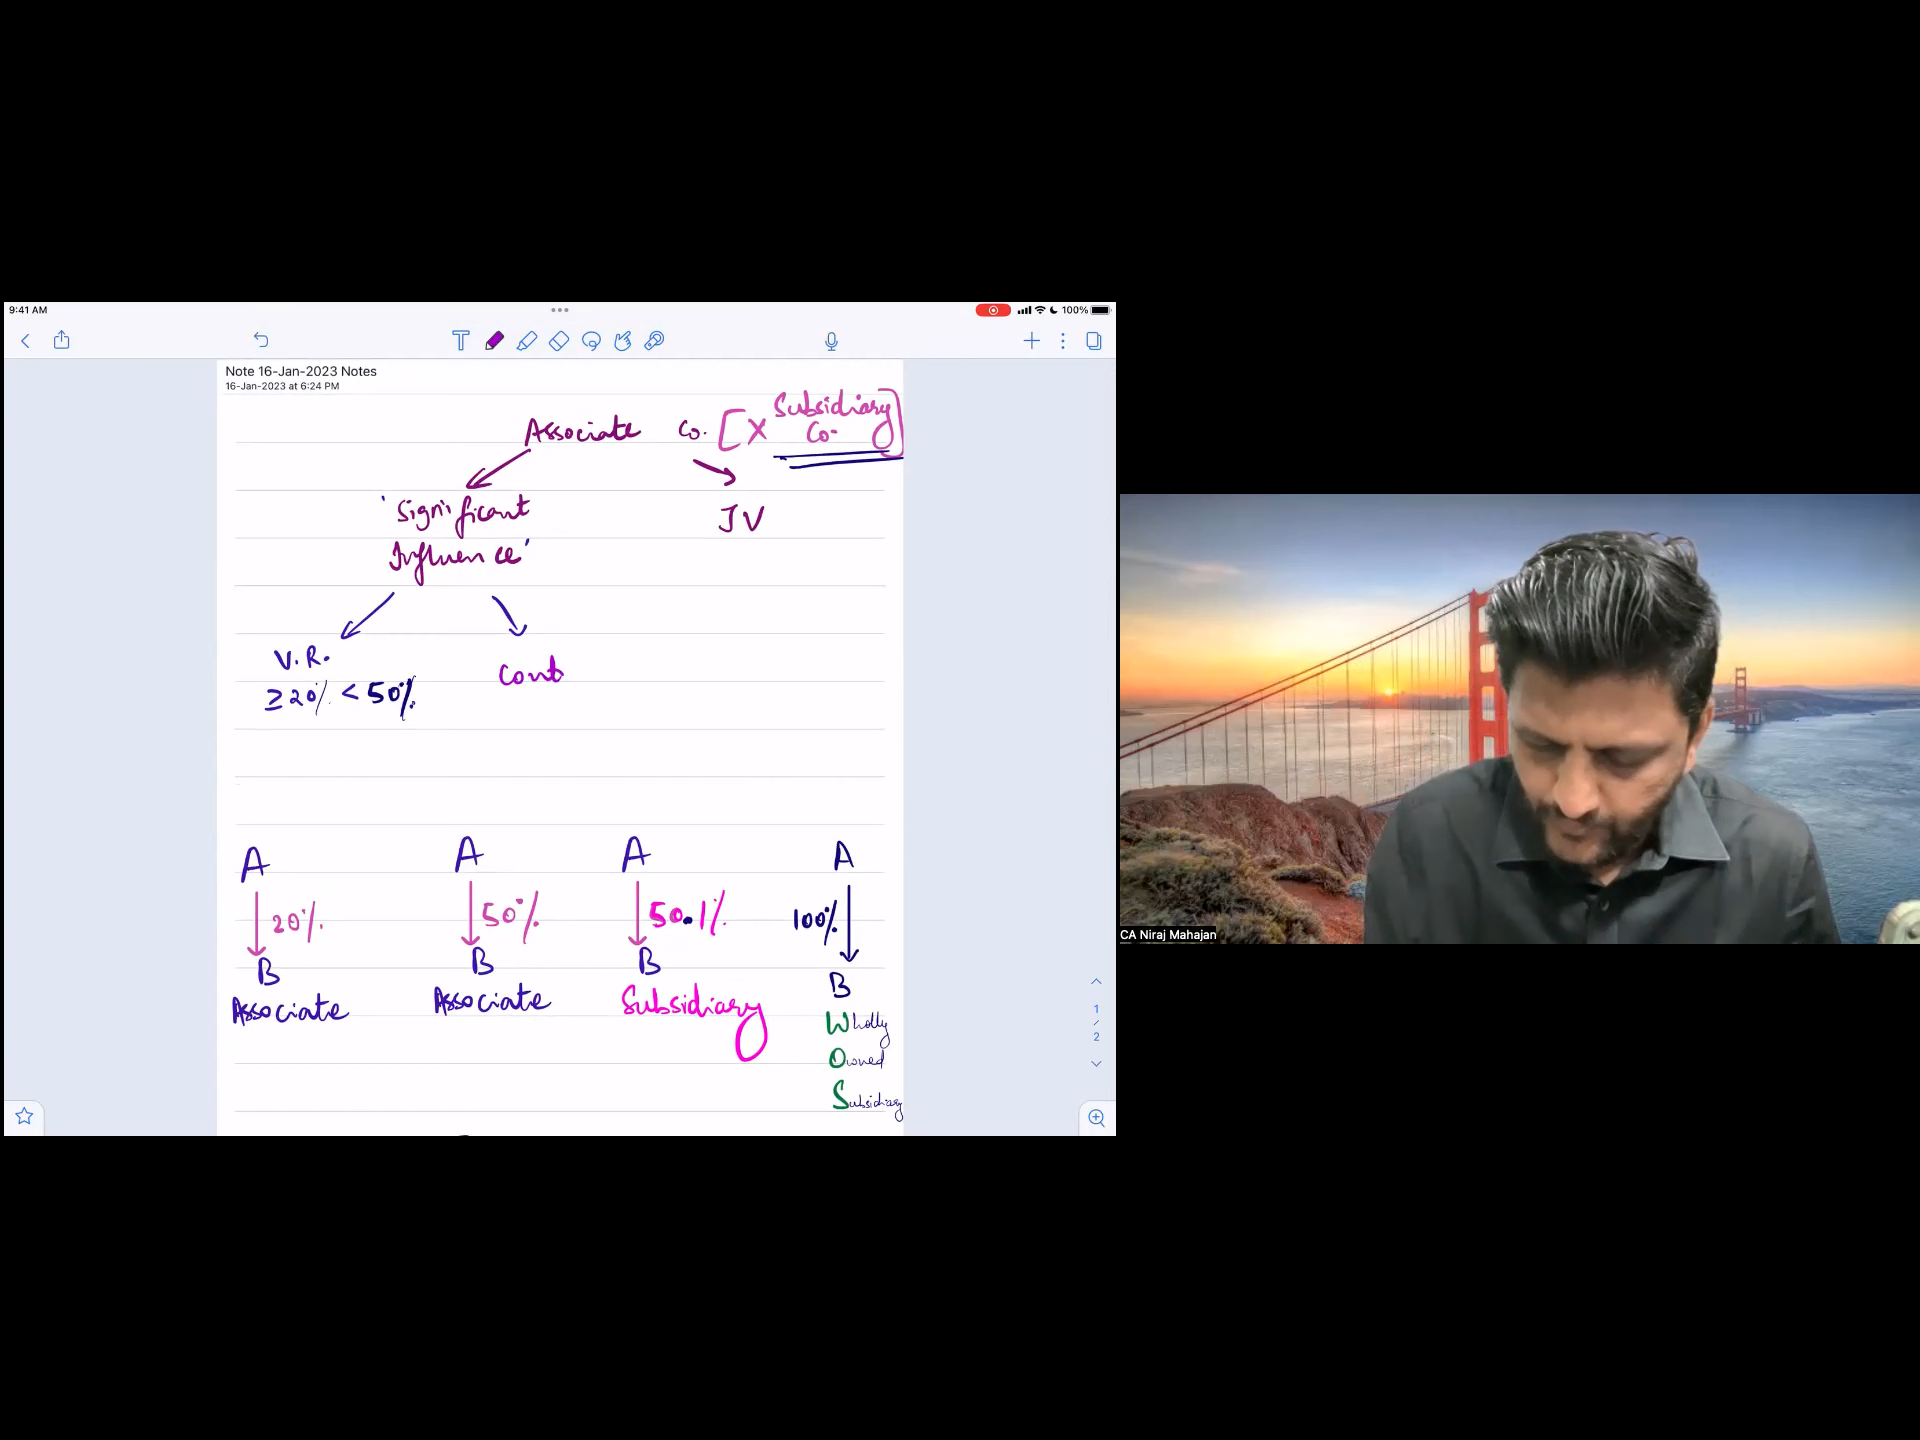 9:41 AM
100%
Note 16-Jan-2023 Notes
16-Jan-2023 at 6:24 PM
Associate Co. [X Subsidiary
Co.]
'Significant
Influence'
JV
V.R.
≥20% <50%
Cont
A
A
A
A
20%
50%
50.1%
100%
B
B
B
B
Associate
Associate
Subsidiary
Wholly
Owned
Subsidiary
1
/
2
CA Niraj Mahajan